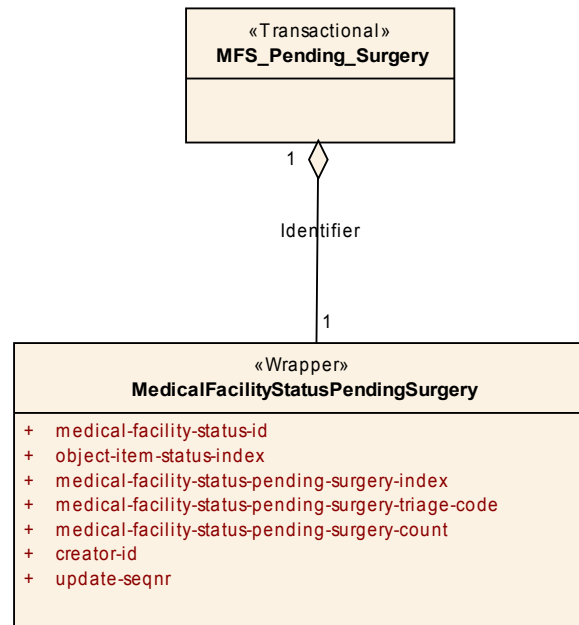 «Transactional»
MFS_Pending_Surgery
1
Identifier
1
«Wrapper»
MedicalFacilityStatusPendingSurgery
+ medical-facility-status-id
+ object-item-status-index
+ medical-facility-status-pending-surgery-index
+ medical-facility-status-pending-surgery-triage-code
+ medical-facility-status-pending-surgery-count
+ creator-id
+ update-seqnr